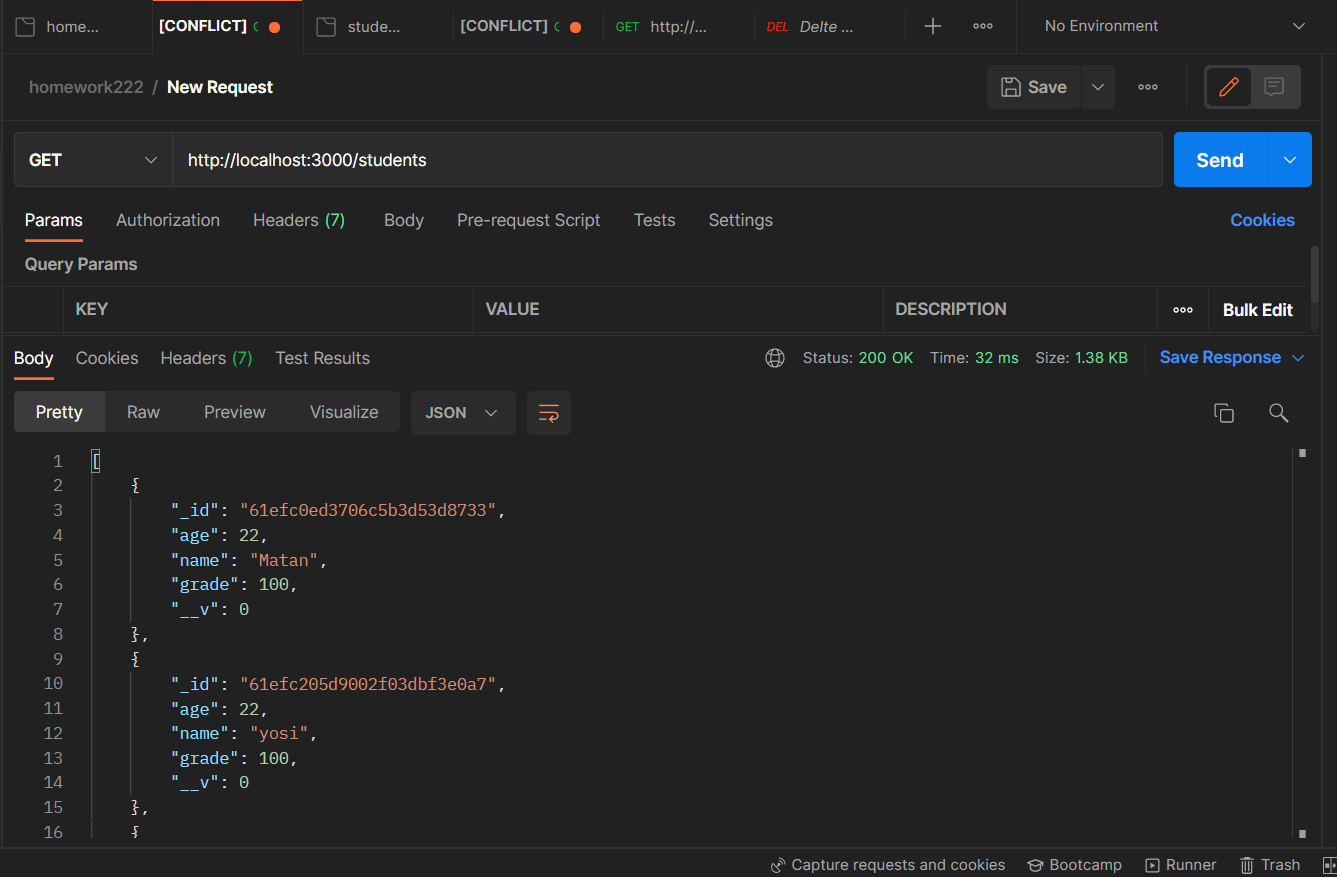 home... [CONFLICT] G stude... [CONFLICT] G GET http://... DEL Delte ... No Environment
homework222 / New Request Save
GET http://localhost:3000/students Send
Params Authorization Headers (7) Body Pre-request Script Tests Settings Cookies
Query Params
KEY VALUE DESCRIPTION Bulk Edit
Body Cookies Headers (7) Test Results Status: 200 OK Time: 32 ms Size: 1.38 KB Save Response
Pretty Raw Preview Visualize JSON
1 [
2 {
3 "_id": "61efc0ed3706c5b3d53d8733",
4 "age": 22,
5 "name": "Matan",
6 "grade": 100,
7 "__v": 0
8 },
9 {
10 "_id": "61efc205d9002f03dbf3e0a7",
11 "age": 22,
12 "name": "yosi",
13 "grade": 100,
14 "__v": 0
15 },
16 {
Capture requests and cookies Bootcamp Runner Trash